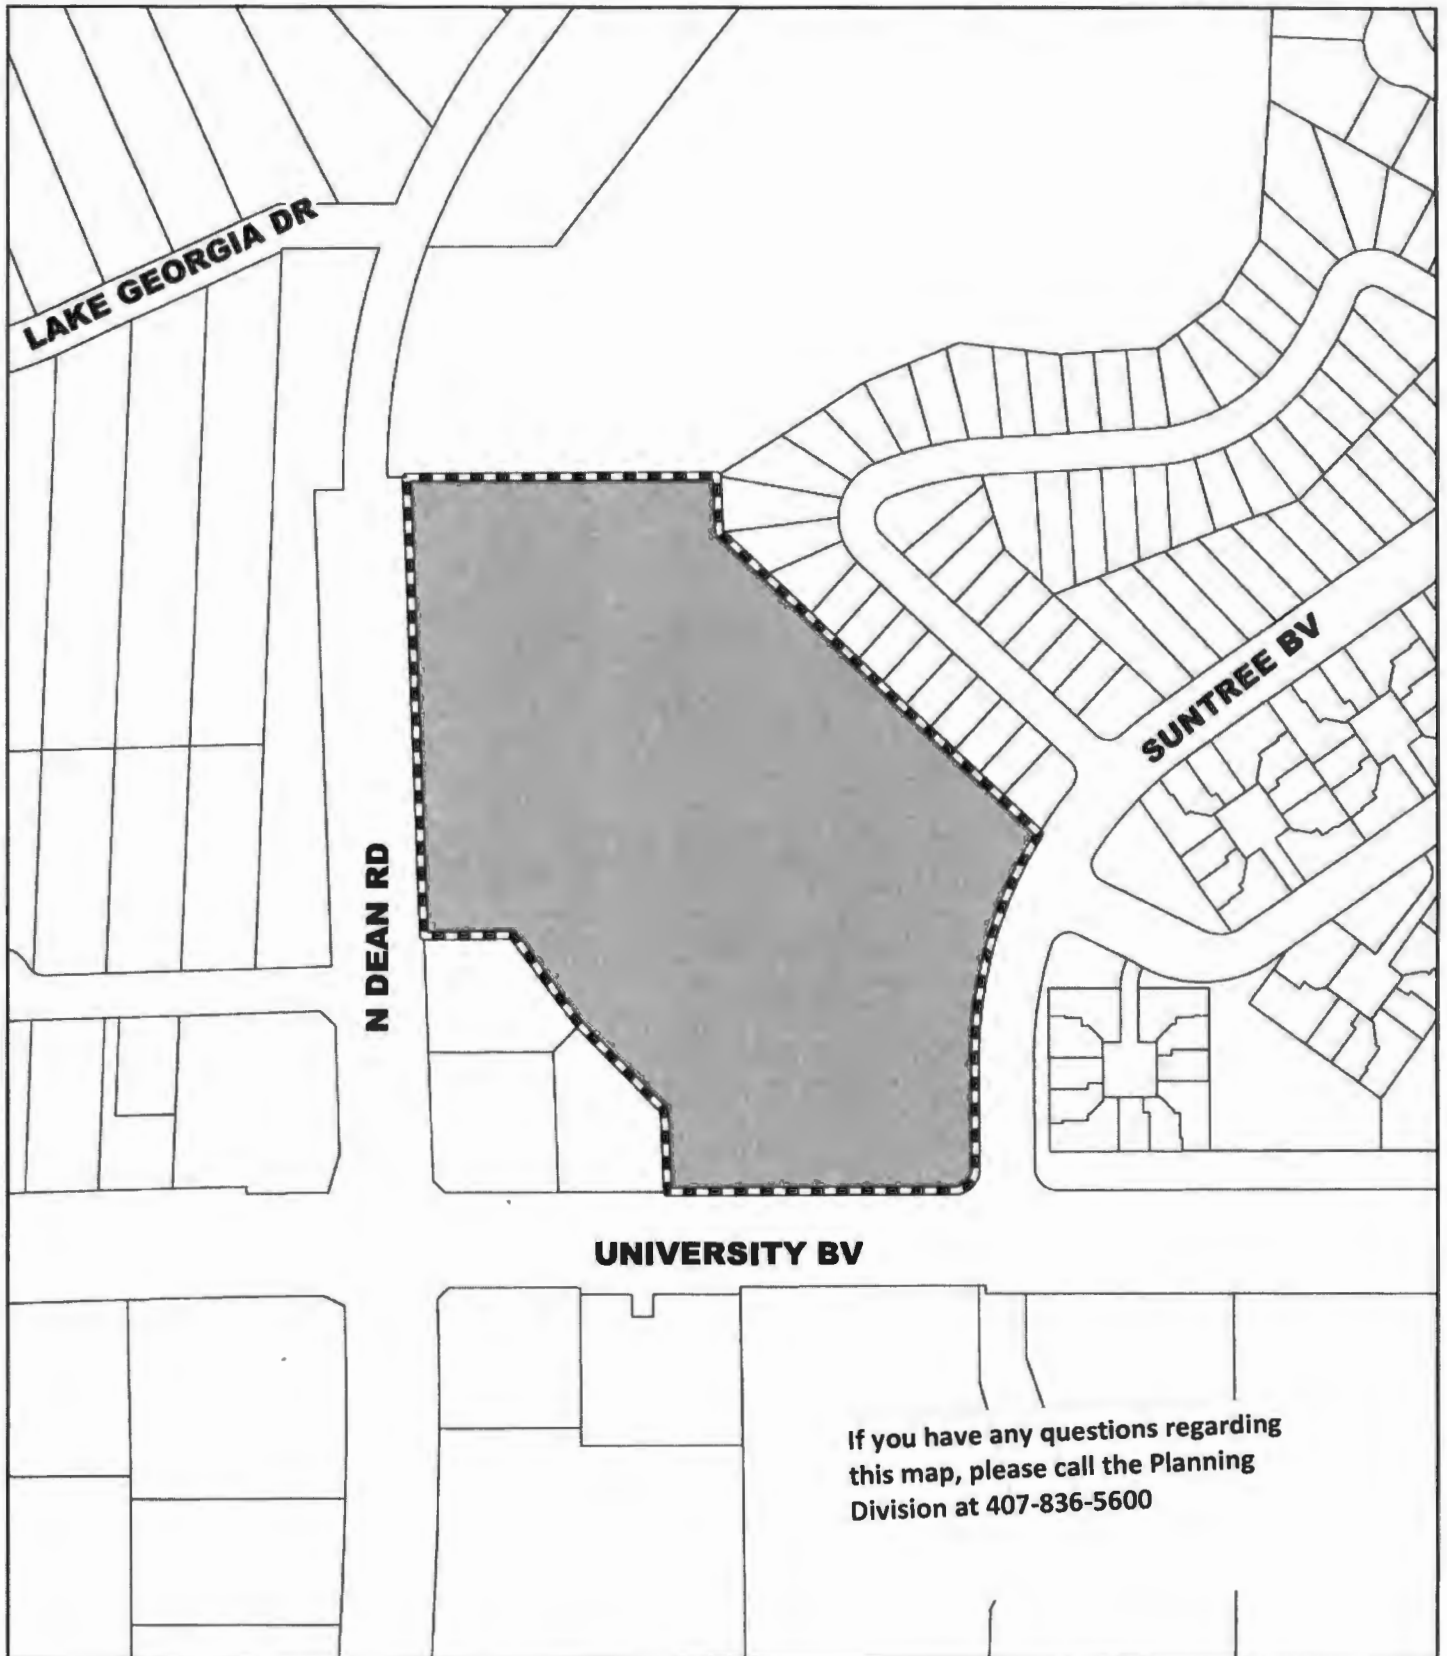 LAKE GEORGIA DR
SUNTREE BV
N DEAN RD
UNIVERSITY BV
If you have any questions regarding
this map, please call the Planning
Division at 407-836-5600